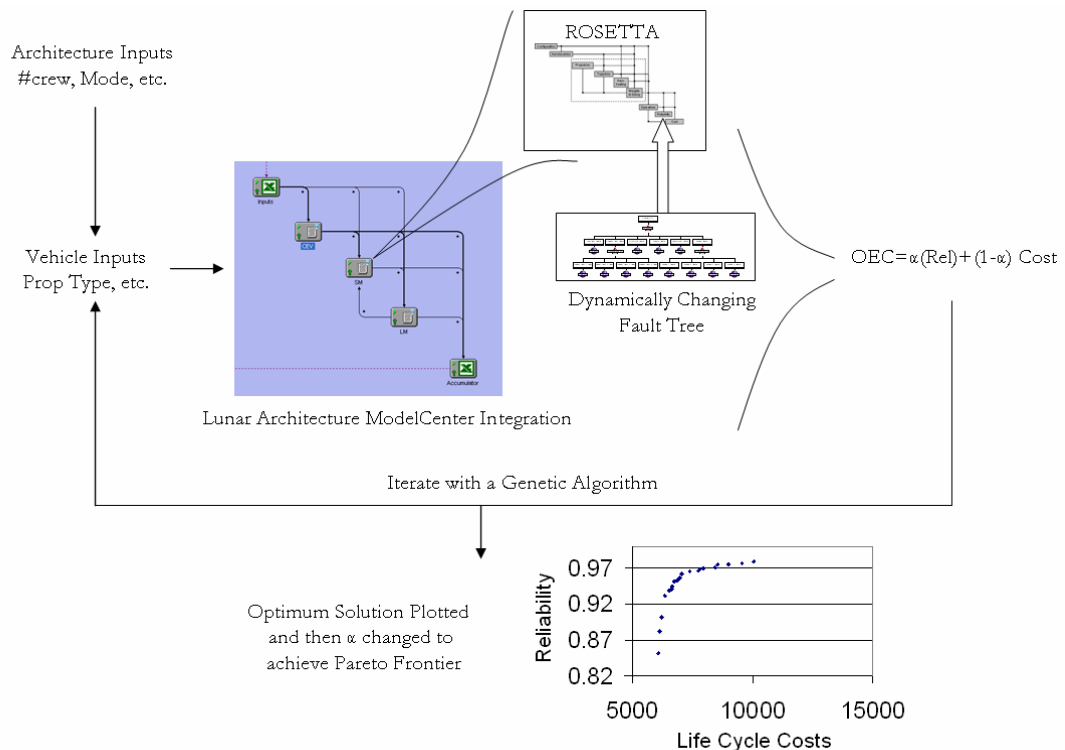 ROSETTA
Architecture Inputs
#crew, Mode, etc.
Inputs
CEV
SM
LM
Accumulator
Vehicle Inputs
Prop Type, etc.
Dynamically Changing
Fault Tree
OEC=α(Rel)+(1-α) Cost
Lunar Architecture ModelCenter Integration
Iterate with a Genetic Algorithm
Optimum Solution Plotted
and then α changed to
achieve Pareto Frontier
Reliability
0.97
0.92
0.87
0.82
5000 10000 15000
Life Cycle Costs